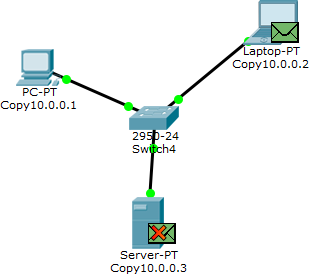 Laptop-PT
Copy10.0.0.2
PC-PT
Copy10.0.0.1
2950-24
Switch4
Server-PT
Copy10.0.0.3